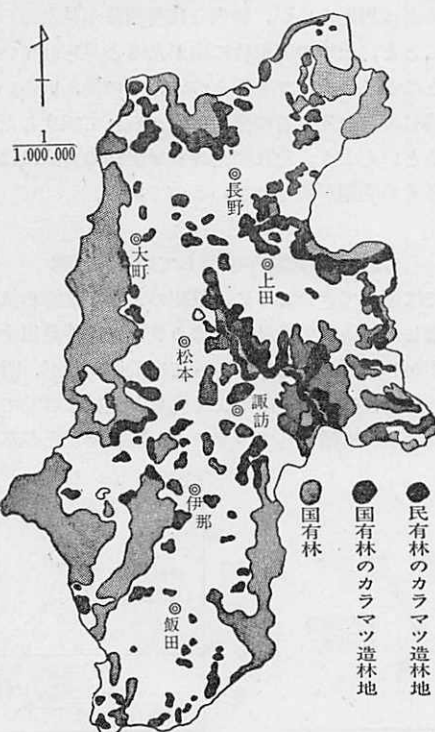 1
1.000.000
長野
大町
上田
松本
諏訪
伊那
飯田
国有林
国有林のカラマツ造林地
民有林のカラマツ造林地